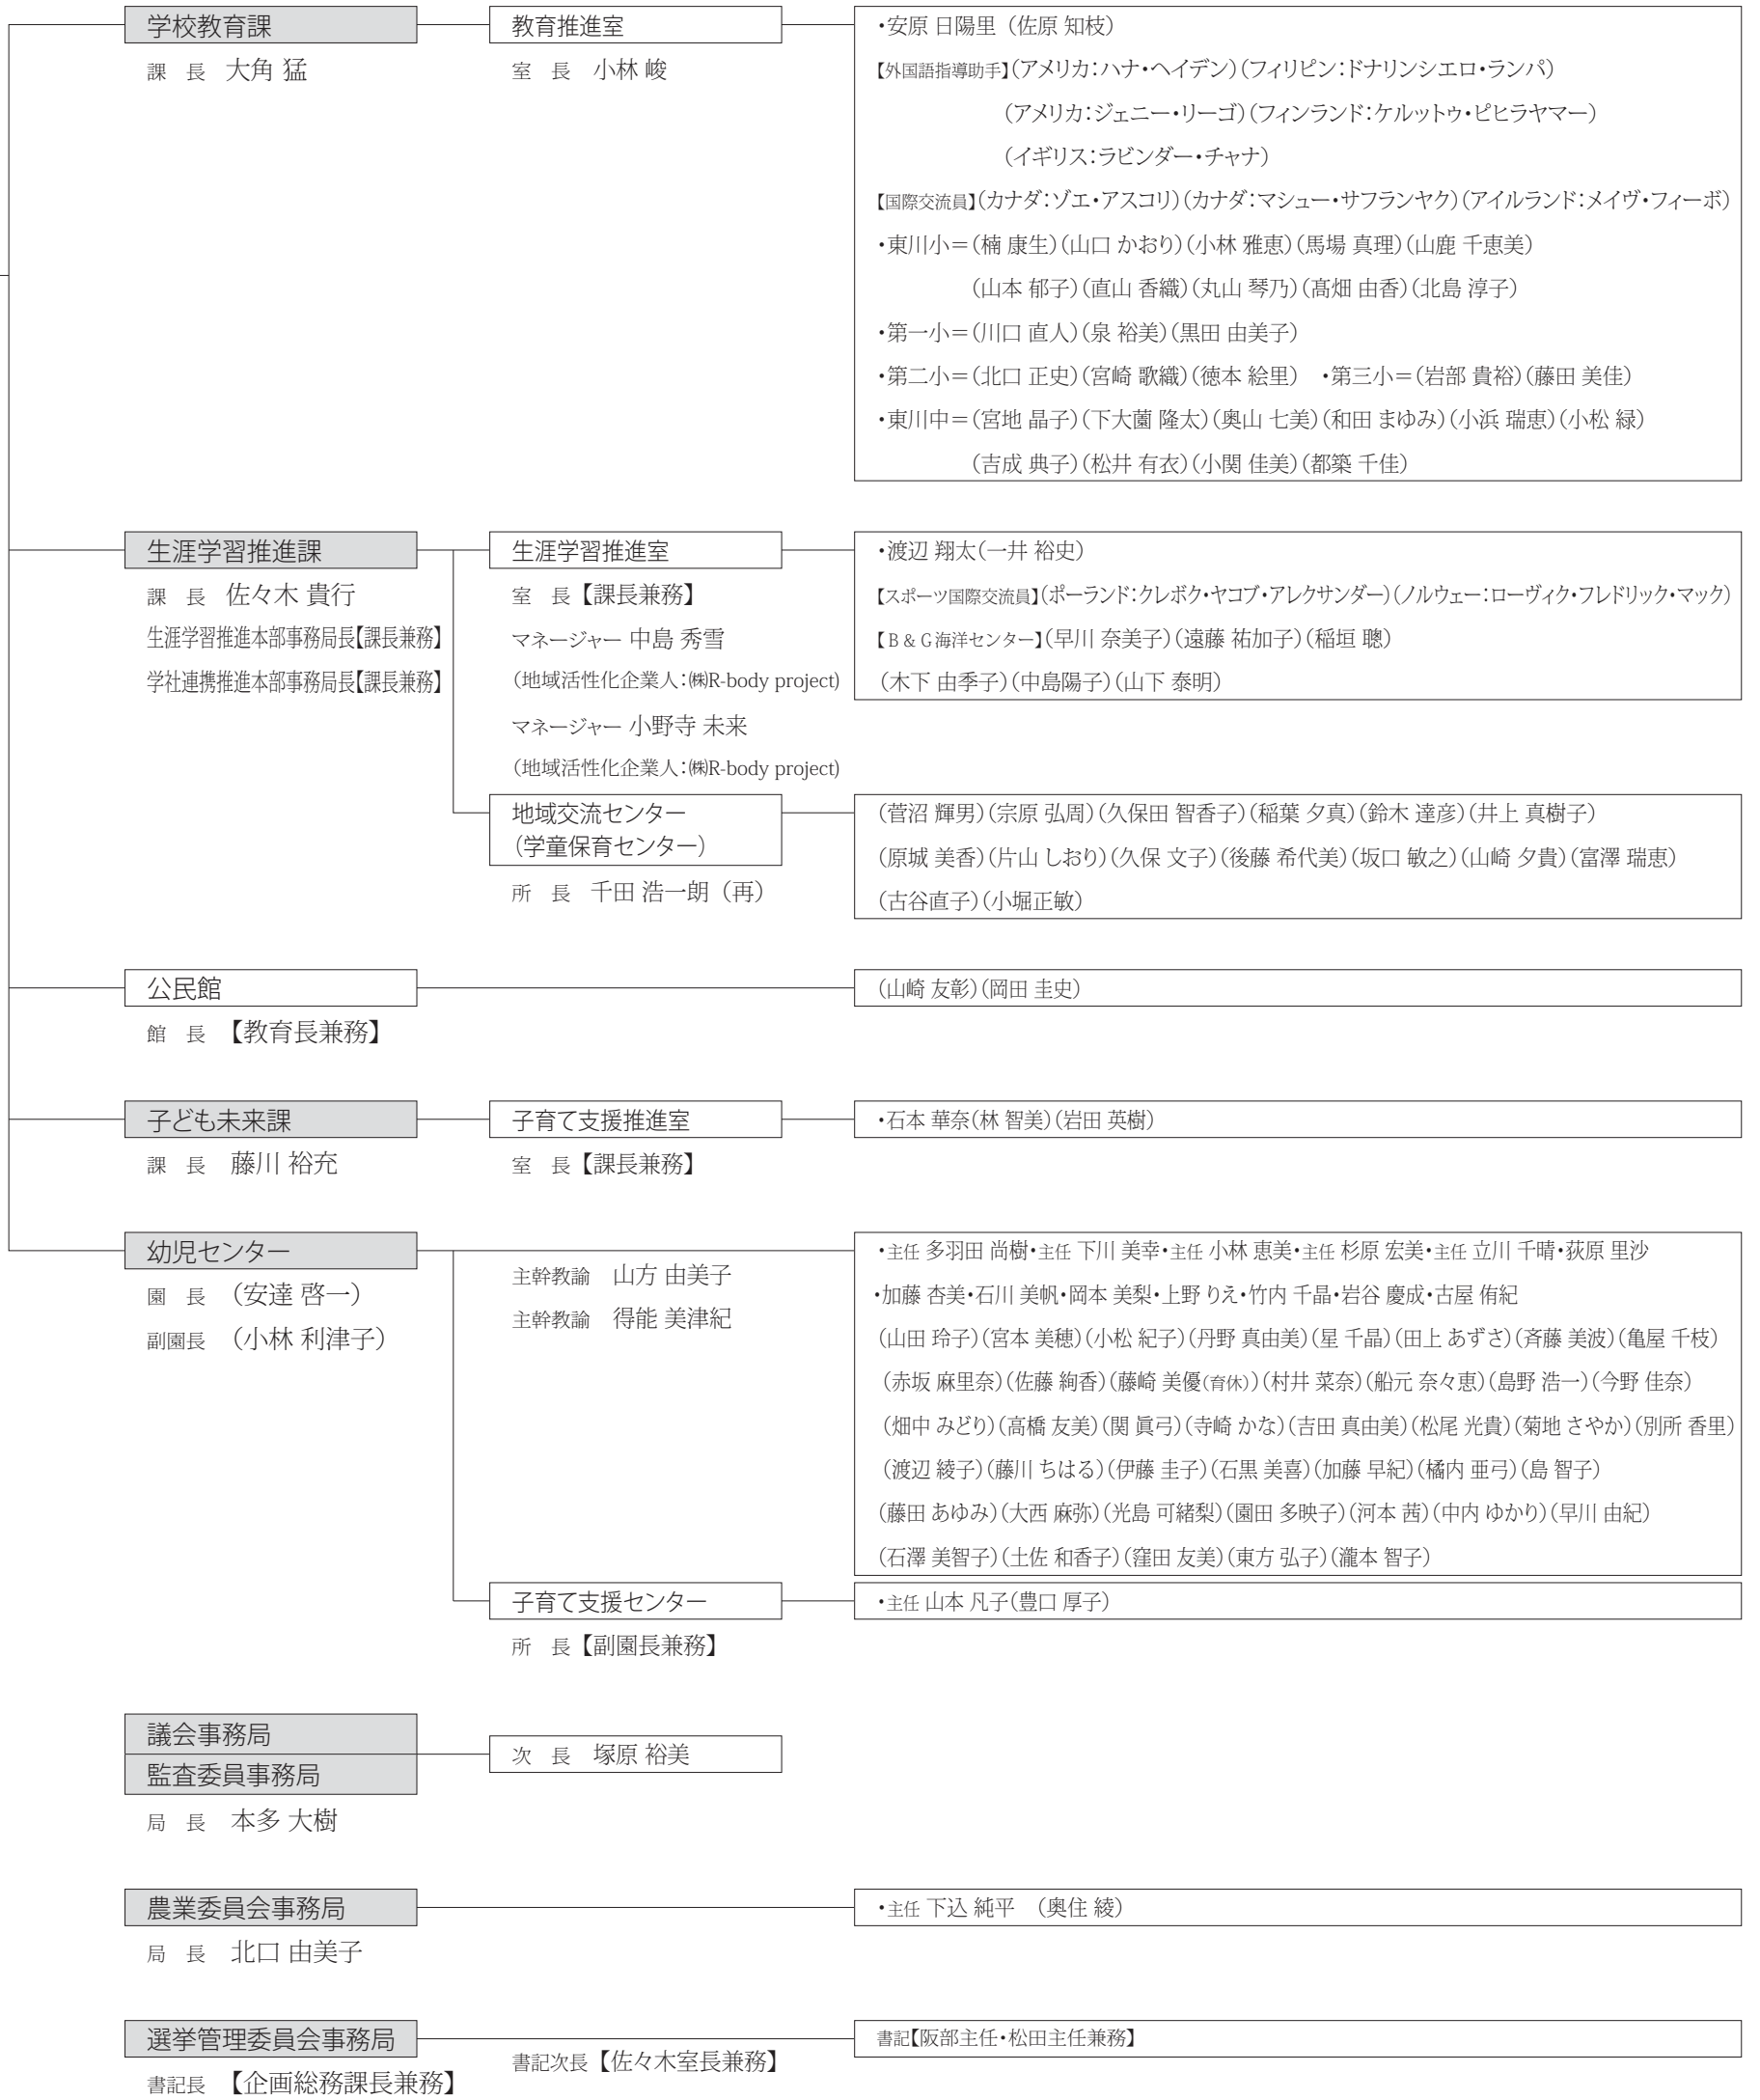 学校教育課
課　長　大角 猛
教育推進室
室　長　小林 峻
・安原 日陽里（佐原 知枝）
【外国語指導助手】（アメリカ：ハナ・ヘイデン）（フィリピン：ドナリンシエロ・ランパ）
（アメリカ：ジェニー・リーゴ）（フィンランド：ケルットゥ・ピヒラヤマー）
（イギリス：ラビンダー・チャナ）
【国際交流員】（カナダ：ゾエ・アスコリ）（カナダ：マシュー・サフランヤク）（アイルランド：メイヴ・フィーボ）
・東川小＝（楠 康生）（山口 かおり）（小林 雅恵）（馬場 真理）（山鹿 千恵美）
（山本 郁子）（直山 香織）（丸山 琴乃）（髙畑 由香）（北島 淳子）
・第一小＝（川口 直人）（泉 裕美）（黒田 由美子）
・第二小＝（北口 正史）（宮崎 歌織）（徳本 絵里）　・第三小＝（岩部 貴裕）（藤田 美佳）
・東川中＝（宮地 晶子）（下大薗 隆太）（奥山 七美）（和田 まゆみ）（小浜 瑞恵）（小松 緑）
（吉成 典子）（松井 有衣）（小関 佳美）（都築 千佳）
生涯学習推進課
課　長　佐々木 貴行
生涯学習推進本部事務局長【課長兼務】
学社連携推進本部事務局長【課長兼務】
生涯学習推進室
室　長【課長兼務】
マネージャー 中島 秀雪
（地域活性化企業人：㈱R-body project）
マネージャー 小野寺 未来
（地域活性化企業人：㈱R-body project）
・渡辺 翔太（一井 裕史）
【スポーツ国際交流員】（ポーランド：クレボク・ヤコブ・アレクサンダー）（ノルウェー：ローヴィク・フレドリック・マック）
【B＆G海洋センター】（早川 奈美子）（遠藤 祐加子）（稲垣 聰）
（木下 由季子）（中島陽子）（山下 泰明）
地域交流センター
（学童保育センター）
所　長　千田 浩一朗（再）
（菅沼 輝男）（宗原 弘周）（久保田 智香子）（稲葉 夕真）（鈴木 達彦）（井上 真樹子）
（原城 美香）（片山 しおり）（久保 文子）（後藤 希代美）（坂口 敏之）（山崎 夕貴）（富澤 瑞恵）
（古谷直子）（小堀正敏）
公民館
館　長　【教育長兼務】
（山崎 友彰）（岡田 圭史）
子ども未来課
課　長　藤川 裕充
子育て支援推進室
室　長【課長兼務】
・石本 華奈（林 智美）（岩田 英樹）
幼児センター
園　長　（安達 啓一）
副園長　（小林 利津子）
主幹教諭　山方 由美子
主幹教諭　得能 美津紀
・主任 多羽田 尚樹・主任 下川 美幸・主任 小林 恵美・主任 杉原 宏美・主任 立川 千晴・荻原 里沙
・加藤 杏美・石川 美帆・岡本 美梨・上野 りえ・竹内 千晶・岩谷 慶成・古屋 侑紀
（山田 玲子）（宮本 美穂）（小松 紀子）（丹野 真由美）（星 千晶）（田上 あずさ）（斉藤 美波）（亀屋 千枝）
（赤坂 麻里奈）（佐藤 絢香）（藤崎 美優（育休））（村井 菜奈）（船元 奈々恵）（島野 浩一）（今野 佳奈）
（畑中 みどり）（高橋 友美）（関 眞弓）（寺崎 かな）（吉田 真由美）（松尾 光貴）（菊地 さやか）（別所 香里）
（渡辺 綾子）（藤川 ちはる）（伊藤 圭子）（石黒 美喜）（加藤 早紀）（橘内 亜弓）（島 智子）
（藤田 あゆみ）（大西 麻弥）（光島 可緒梨）（園田 多映子）（河本 茜）（中内 ゆかり）（早川 由紀）
（石澤 美智子）（土佐 和香子）（窪田 友美）（東方 弘子）（瀧本 智子）
子育て支援センター
所　長【副園長兼務】
・主任 山本 凡子（豊口 厚子）
議会事務局
監査委員事務局
局　長　本多 大樹
次　長　塚原 裕美
農業委員会事務局
局　長　北口 由美子
・主任 下込 純平　（奥住 綾）
選挙管理委員会事務局
書記長　【企画総務課長兼務】
書記次長【佐々木室長兼務】
書記【阪部主任・松田主任兼務】